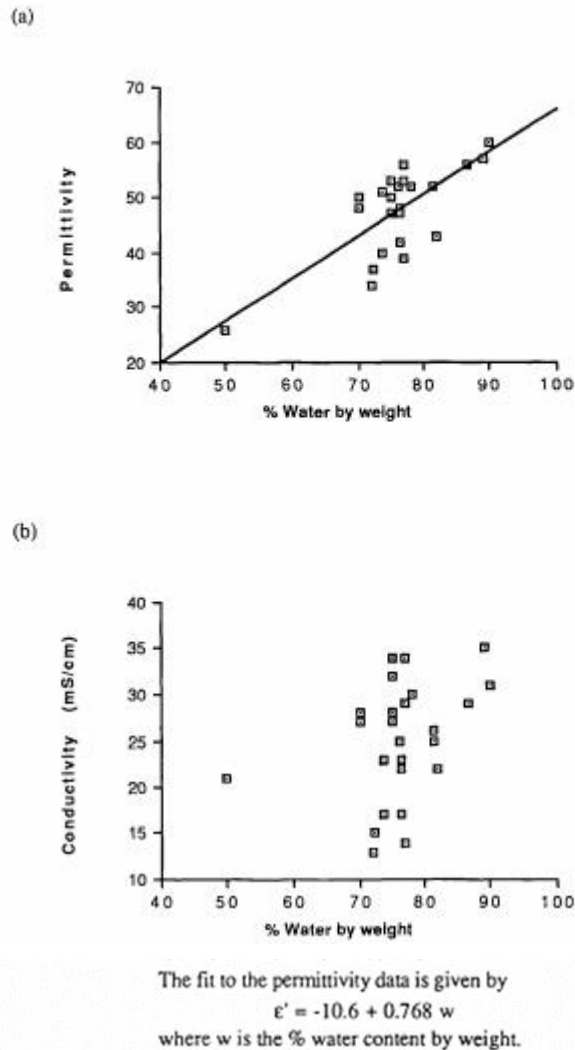 (a)
70
60
50
40
30
20
Permittivity
40 50 60 70 80 90 100
% Water by weight
(b)
40
35
30
25
20
15
10
Conductivity (mS/cm)
40 50 60 70 80 90 100
% Water by weight
The fit to the permittivity data is given by
ε' = -10.6 + 0.768 w
where w is the % water content by weight.